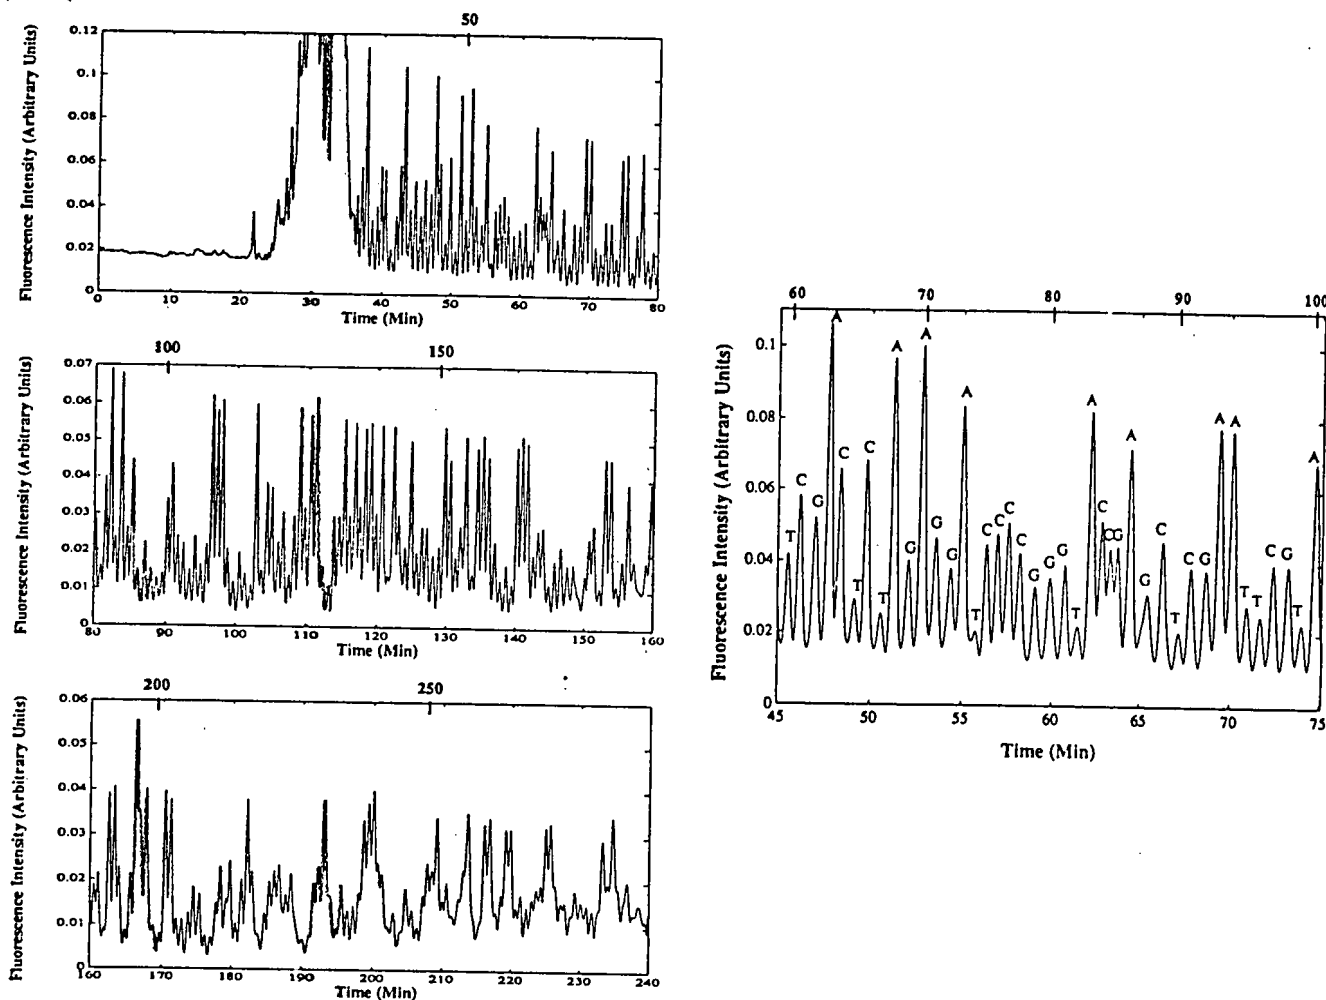 50
Fluorescence Intensity (Arbitrary Units)
0.12
0.1
0.08
0.06
0.04
0.02
0
0 10 20 30 40 50 60 70 80
Time (Min)
100 150
Fluorescence Intensity (Arbitrary Units)
0.07
0.06
0.05
0.04
0.03
0.02
0.01
0
80 90 100 110 120 130 140 150 160
Time (Min)
200 250
Fluorescence Intensity (Arbitrary Units)
0.06
0.05
0.04
0.03
0.02
0.01
0
160 170 180 190 200 210 220 230 240
Time (Min)
60 70 80 90 100
Fluorescence Intensity (Arbitrary Units)
0.1
0.08
0.06
0.04
0.02
0
T C G A C T C T A G A G G A T C C C C G G G T A C C G A G C T C G A A T T C G T A
45 50 55 60 65 70 75
Time (Min)